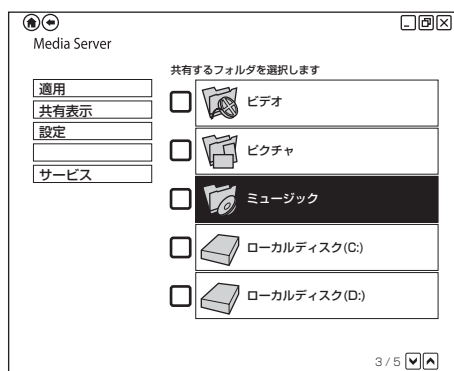 Media Server
共有するフォルダを選択します
適用
共有表示
設定
サービス
ビデオ
ピクチャ
ミュージック
ローカルディスク(C:)
ローカルディスク(D:)
3 / 5